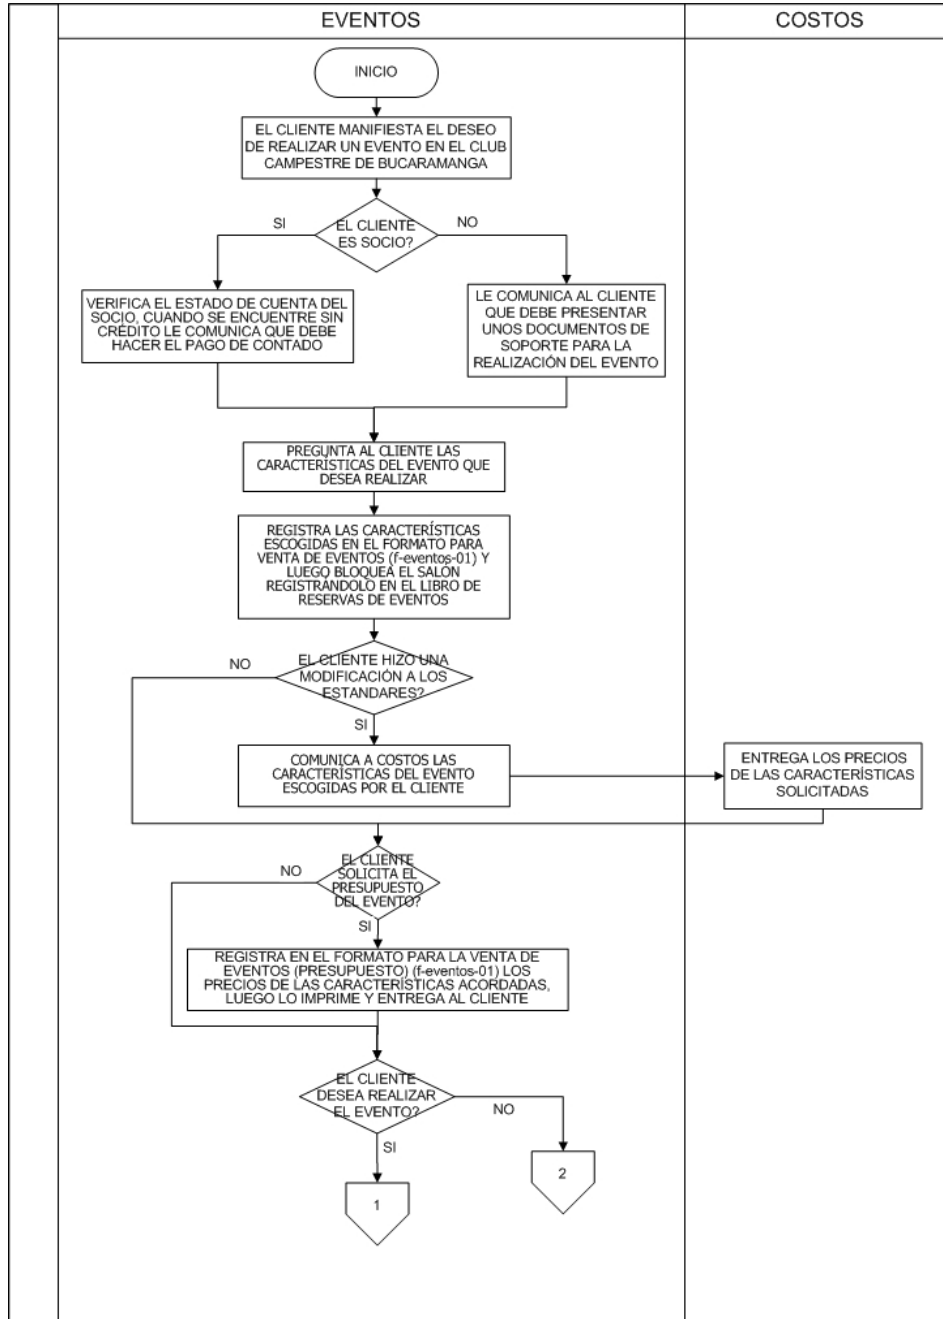 EVENTOS
COSTOS
INICIO
EL CLIENTE MANIFIESTA EL DESEO
DE REALIZAR UN EVENTO EN EL CLUB
CAMPESTRE DE BUCARAMANGA
EL CLIENTE
ES SOCIO?
SI
NO
VERIFICA EL ESTADO DE CUENTA DEL
SOCIO, CUANDO SE ENCUENTRE SIN
CRÉDITO LE COMUNICA QUE DEBE
HACER EL PAGO DE CONTADO
LE COMUNICA AL CLIENTE
QUE DEBE PRESENTAR
UNOS DOCUMENTOS DE
SOPORTE PARA LA
REALIZACIÓN DEL EVENTO
PREGUNTA AL CLIENTE LAS
CARACTERÍSTICAS DEL EVENTO QUE
DESEA REALIZAR
REGISTRA LAS CARACTERÍSTICAS
ESCOGIDAS EN EL FORMATO PARA
VENTA DE EVENTOS (f-eventos-01) Y
LUEGO BLOQUEA EL SALÓN
REGISTRÁNDOLO EN EL LIBRO DE
RESERVAS DE EVENTOS
EL CLIENTE HIZO UNA
MODIFICACIÓN A LOS
ESTANDARES?
NO
SI
COMUNICA A COSTOS LAS
CARACTERÍSTICAS DEL EVENTO
ESCOGIDAS POR EL CLIENTE
ENTREGA LOS PRECIOS
DE LAS CARACTERÍSTICAS
SOLICITADAS
EL CLIENTE
SOLICITA EL
PRESUPUESTO
DEL EVENTO?
NO
SI
REGISTRA EN EL FORMATO PARA LA VENTA DE
EVENTOS (PRESUPUESTO) (f-eventos-01) LOS
PRECIOS DE LAS CARACTERÍSTICAS ACORDADAS,
LUEGO LO IMPRIME Y ENTREGA AL CLIENTE
EL CLIENTE
DESEA REALIZAR
EL EVENTO?
NO
SI
2
1